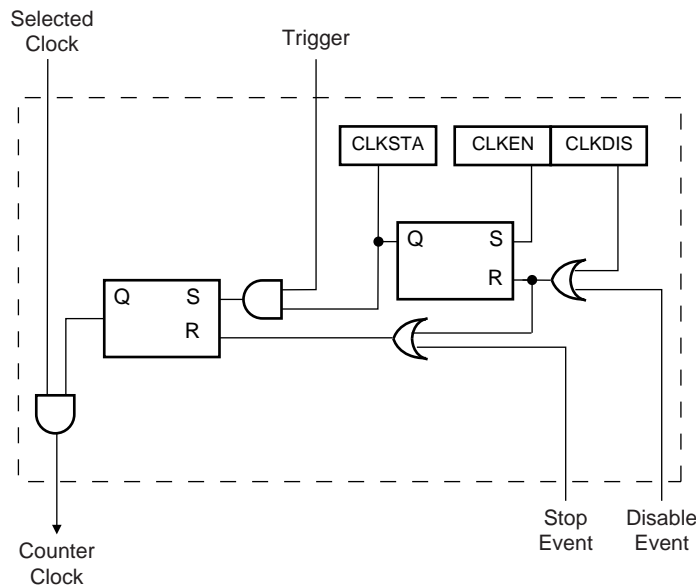 Selected
Clock
Trigger
CLKSTA
CLKEN
CLKDIS
Q
S
R
Q
S
R
Stop
Event
Disable
Event
Counter
Clock